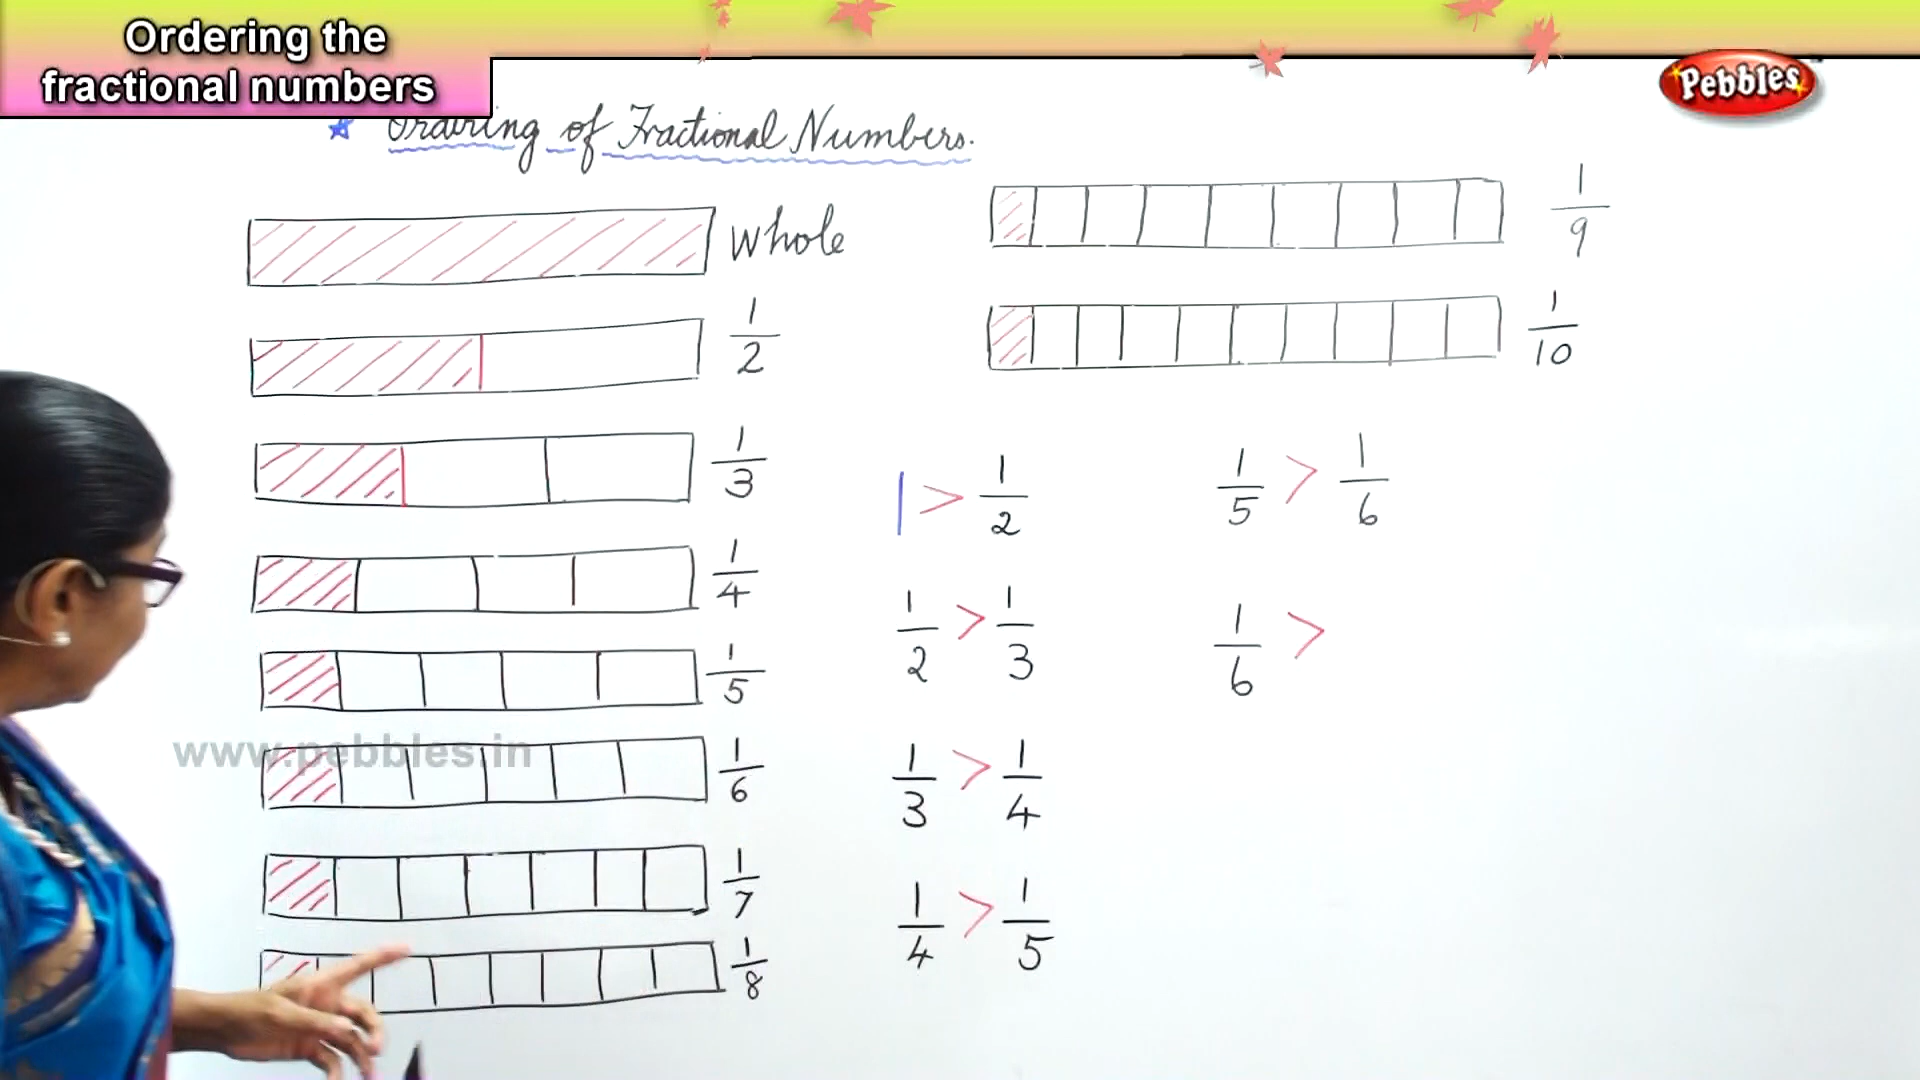 Ordering the
fractional numbers
Pebbles
★ Ordering of Fractional Numbers.
Whole
1/2
1/3
1/4
1/5
1/6
1/7
1/8
1/9
1/10
1 > 1/2
1/2 > 1/3
1/3 > 1/4
1/4 > 1/5
1/5 > 1/6
1/6 >
www.pebbles.in